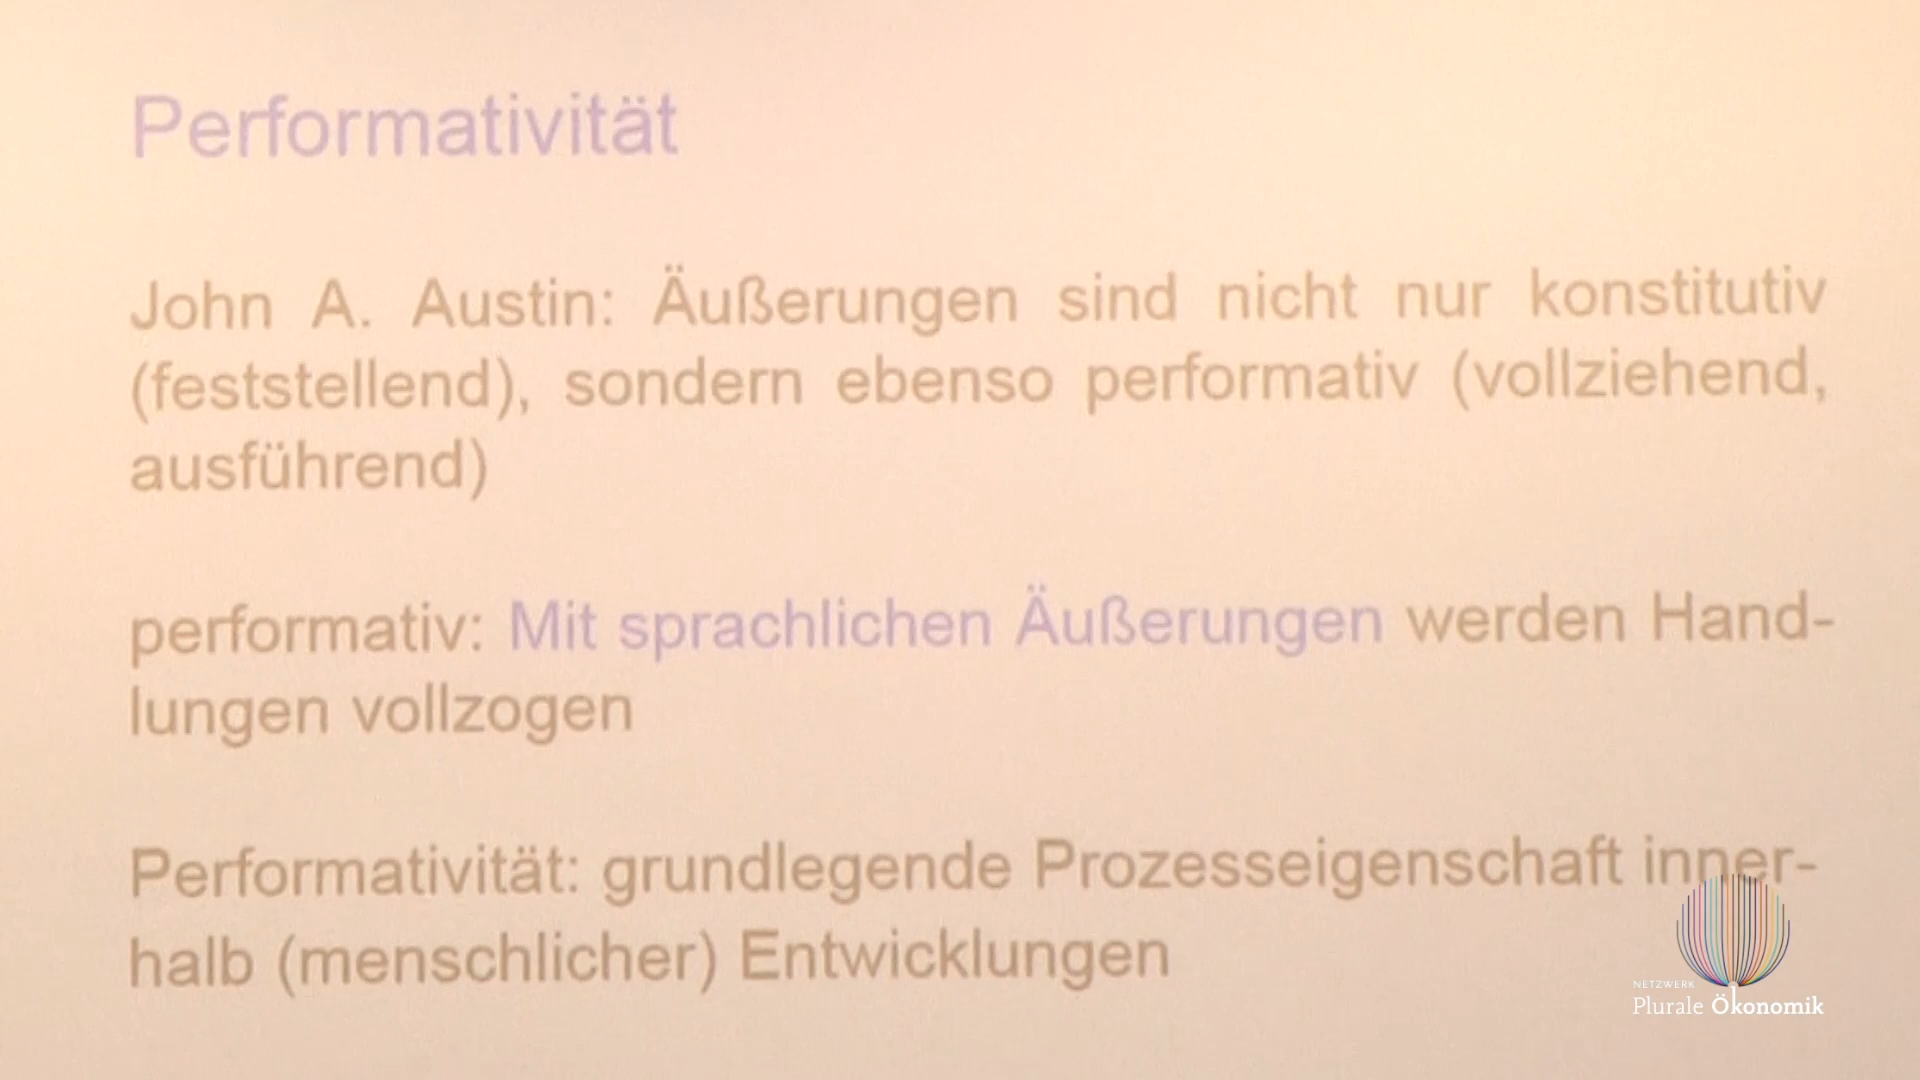 Performativität
John A. Austin: Äußerungen sind nicht nur konstitutiv
(feststellend), sondern ebenso performativ (vollziehend,
ausführend)
performativ: Mit sprachlichen Äußerungen werden Hand-
lungen vollzogen
Performativität: grundlegende Prozesseigenschaft inner-
halb (menschlicher) Entwicklungen
NETZWERK
Plurale Ökonomik